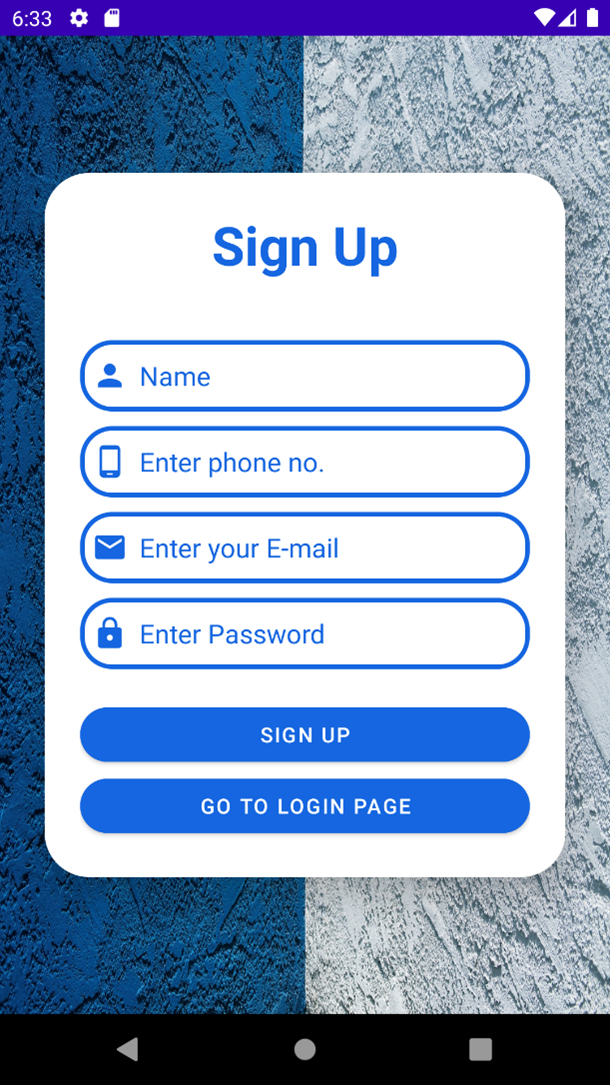 6:33
Sign Up
Name
Enter phone no.
Enter your E-mail
Enter Password
SIGN UP
GO TO LOGIN PAGE